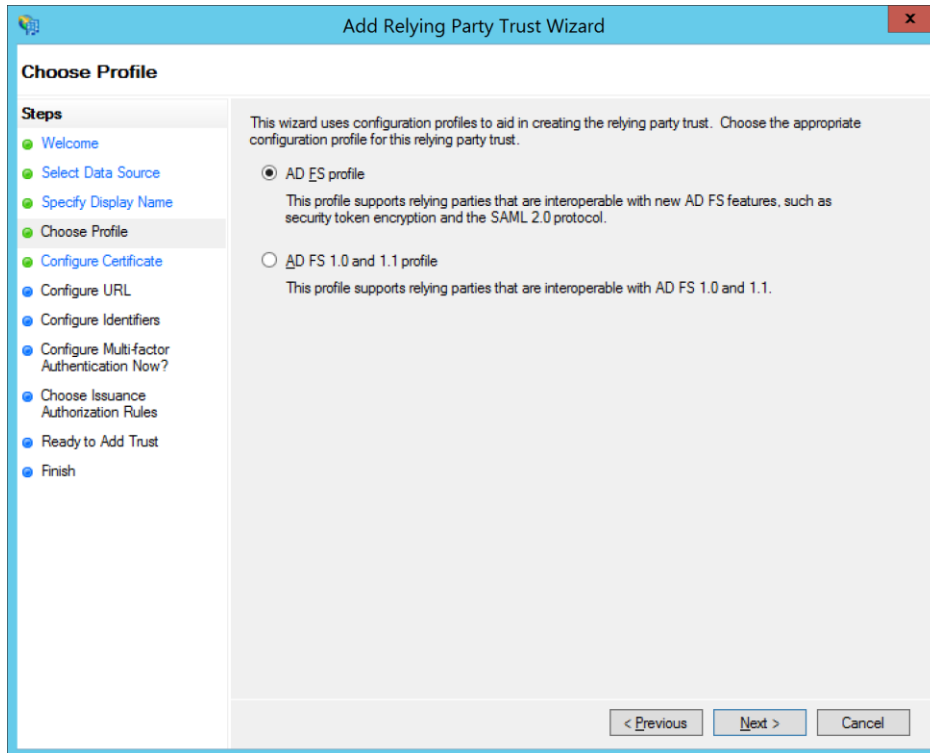 Add Relying Party Trust Wizard
x
Choose Profile
Steps
Welcome
Select Data Source
Specify Display Name
Choose Profile
Configure Certificate
Configure URL
Configure Identifiers
Configure Multi-factor
Authentication Now?
Choose Issuance
Authorization Rules
Ready to Add Trust
Finish
This wizard uses configuration profiles to aid in creating the relying party trust. Choose the appropriate
configuration profile for this relying party trust.
AD FS profile
This profile supports relying parties that are interoperable with new AD FS features, such as
security token encryption and the SAML 2.0 protocol.
AD FS 1.0 and 1.1 profile
This profile supports relying parties that are interoperable with AD FS 1.0 and 1.1.
< Previous
Next >
Cancel